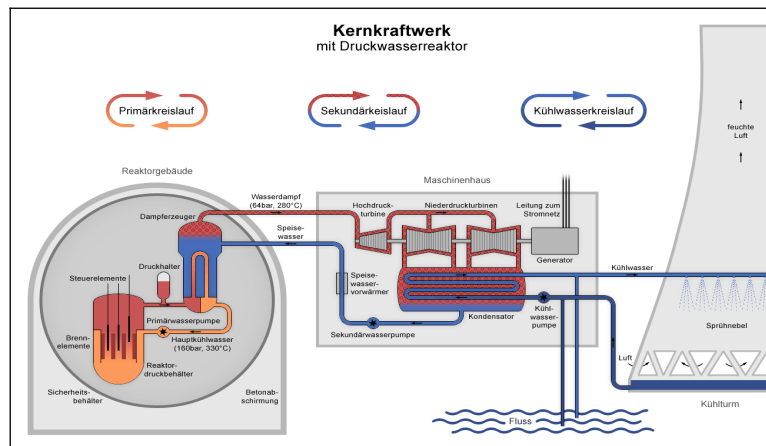 Kernkraftwerk
mit Druckwasserreaktor
Primärkreislauf
Sekundärkeislauf
Kühlwasserkreislauf
feuchte
Luft
Reaktorgebäude
Maschinenhaus
Wasserdampf
(64bar, 280°C)
Hochdruck-
turbine
Niederdruckturbinen
Leitung zum
Stromnetz
Dampferzeuger
Speise-
wasser
Generator
Druckhalter
Steuerelemente
Speise-
wasser-
vorwärmer
Kühlwasser
Kondensator
Kühl-
wasser-
pumpe
Sprühnebel
Primärwasserpumpe
Hauptkühlwasser
(160bar, 330°C)
Sekundärwasserpumpe
Brenn-
elemente
Reaktor-
druckbehälter
Luft
Sicherheits-
behälter
Betonab-
schirmung
Kühlturm
Fluss